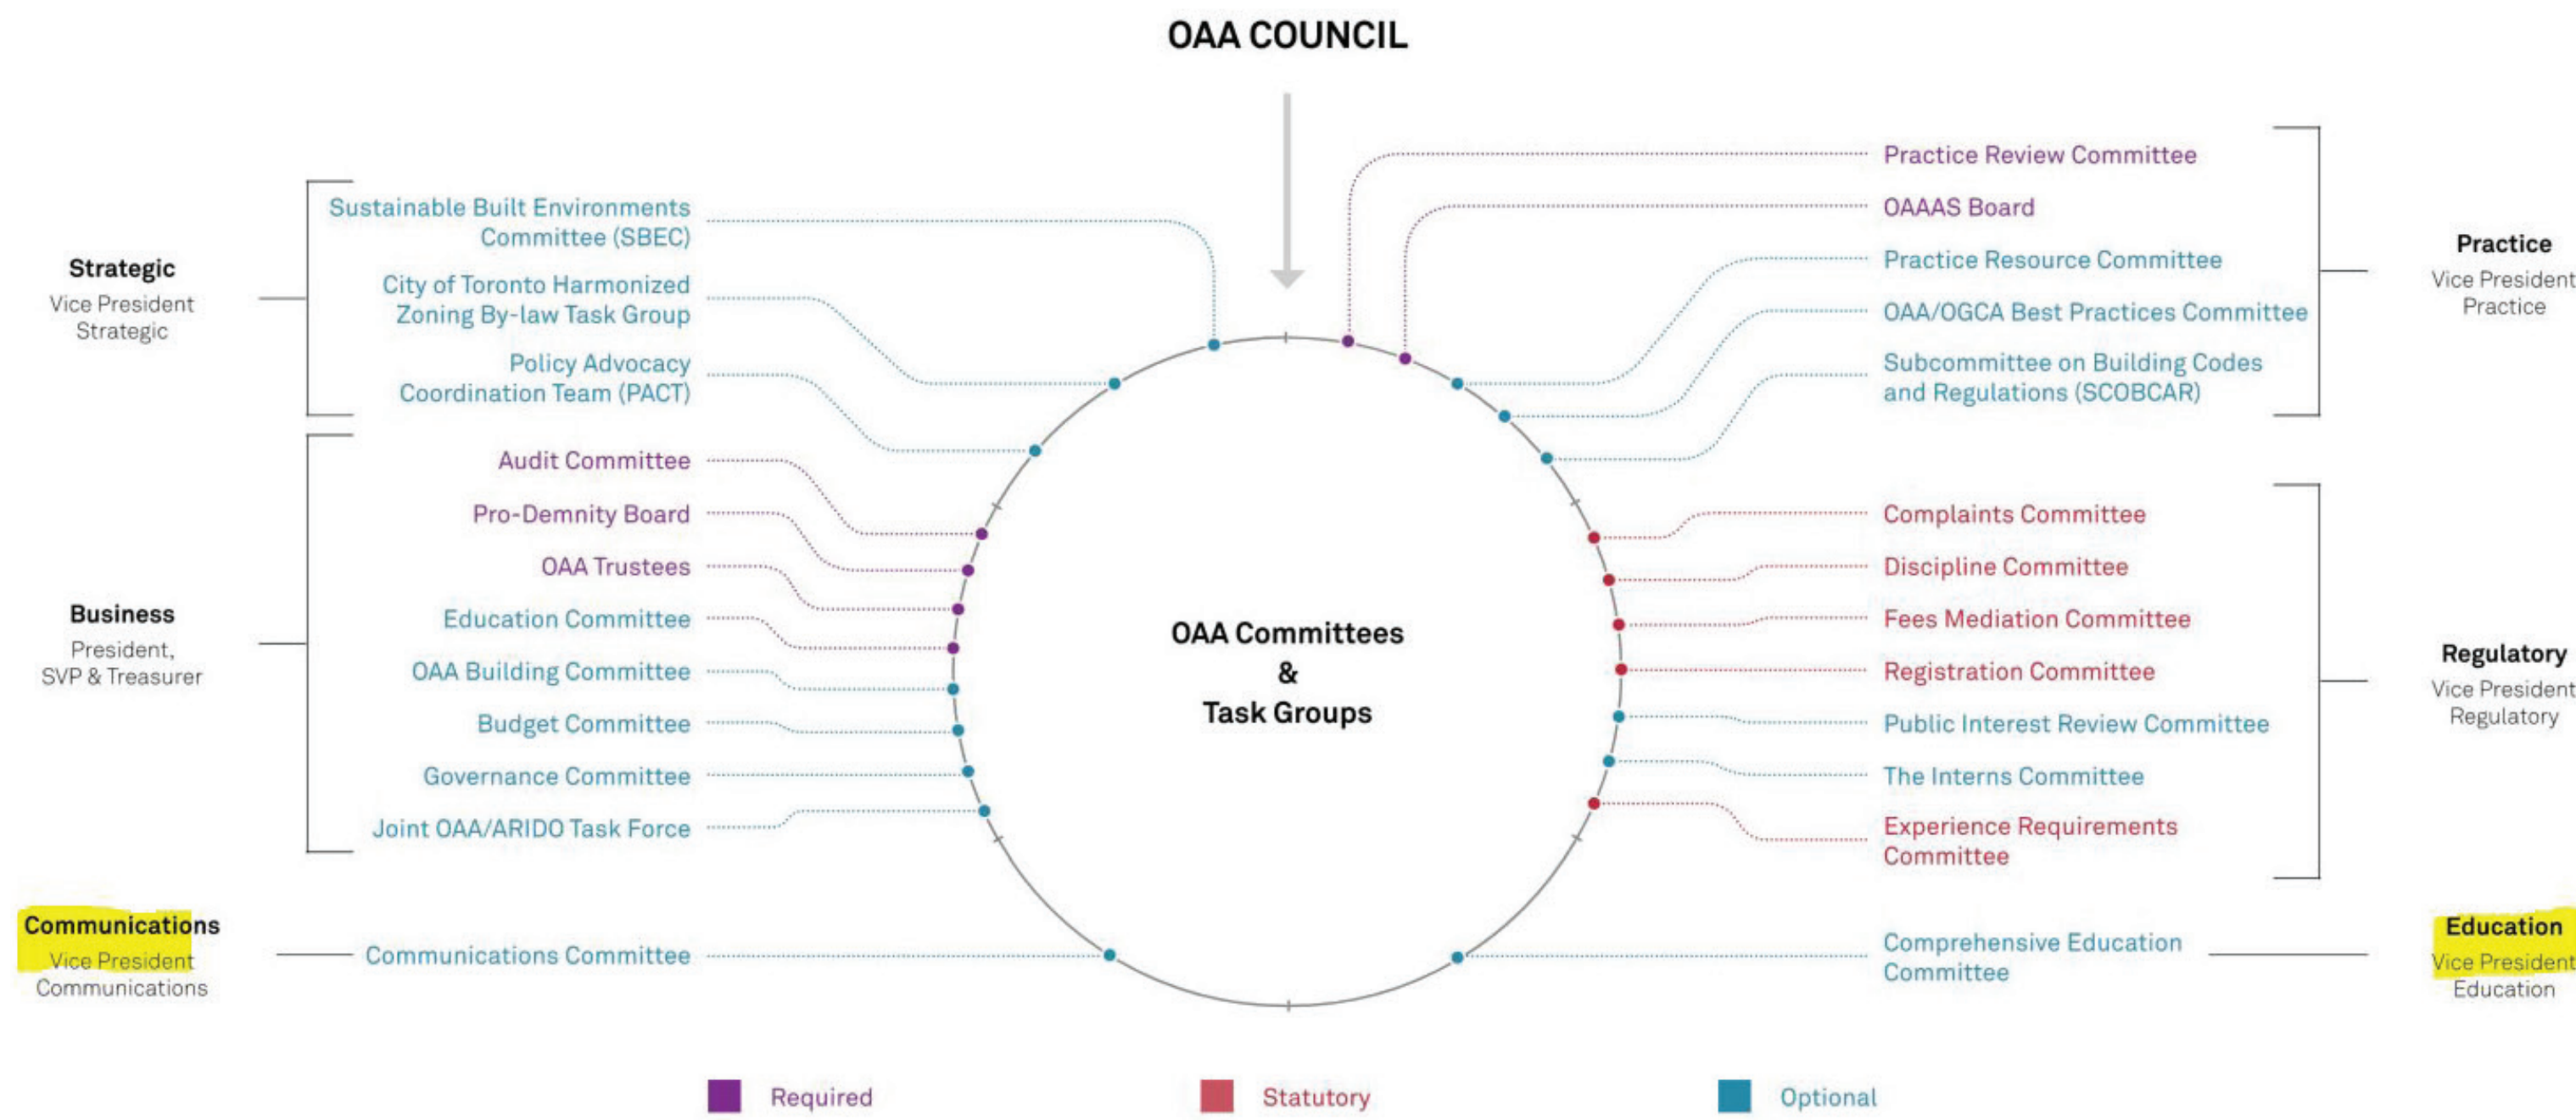 OAA COUNCIL
Strategic
Vice President
Strategic
Sustainable Built Environments
Committee (SBEC)
City of Toronto Harmonized
Zoning By-law Task Group
Policy Advocacy
Coordination Team (PACT)
Business
President,
SVP & Treasurer
Audit Committee
Pro-Demnity Board
OAA Trustees
Education Committee
OAA Building Committee
Budget Committee
Governance Committee
Joint OAA/ARIDO Task Force
Communications
Vice President
Communications
Communications Committee
OAA Committees
&
Task Groups
Practice Review Committee
OAAAS Board
Practice Resource Committee
OAA/OGCA Best Practices Committee
Subcommittee on Building Codes
and Regulations (SCOBCAR)
Practice
Vice President
Practice
Complaints Committee
Discipline Committee
Fees Mediation Committee
Registration Committee
Public Interest Review Committee
The Interns Committee
Experience Requirements
Committee
Regulatory
Vice President
Regulatory
Comprehensive Education
Committee
Education
Vice President
Education
Required
Statutory
Optional